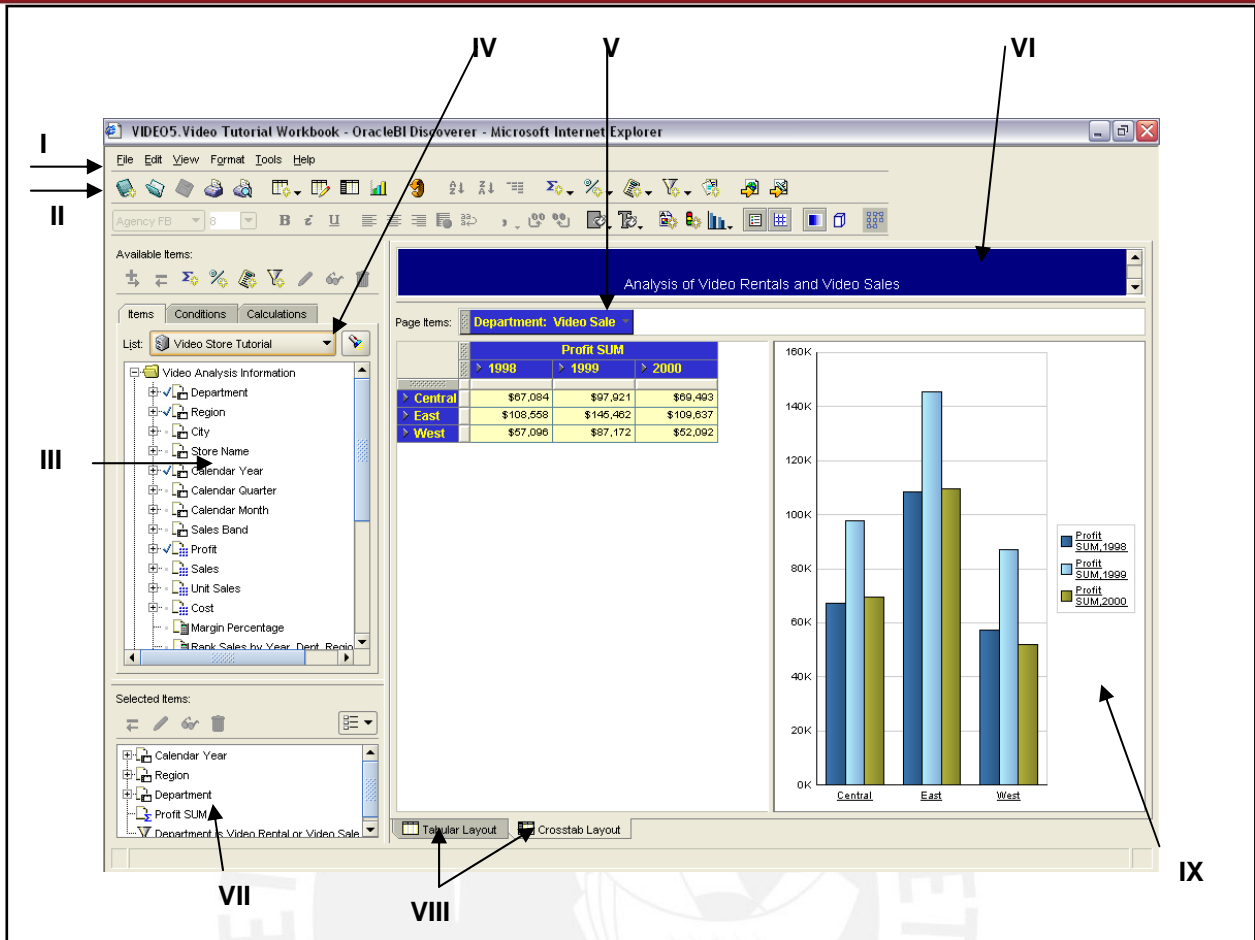 IV V VI
I
II
VIDEO5.Video Tutorial Workbook - OracleBI Discoverer - Microsoft Internet Explorer
File Edit View Format Tools Help
Agency FB 8 B i U
Available Items:
Items Conditions Calculations
List: Video Store Tutorial
Video Analysis Information
Department
Region
City
Store Name
III
Calendar Year
Calendar Quarter
Calendar Month
Sales Band
Profit
Sales
Unit Sales
Cost
Margin Percentage
Rank Sales by Year, Dept, Regio
Selected Items:
Calendar Year
Region
Department
Profit SUM
Department is Video Rental or Video Sale
VII
Analysis of Video Rentals and Video Sales
Page Items: Department: Video Sale
Profit SUM
1998 1999 2000
Central $67,084 $97,921 $69,493
East $108,558 $145,462 $109,637
West $57,096 $87,172 $52,092
160K
140K
120K
100K
80K
60K
40K
20K
0K
Central East West
Profit SUM,1998
Profit SUM,1999
Profit SUM,2000
Tabular Layout Crosstab Layout
VIII
IX